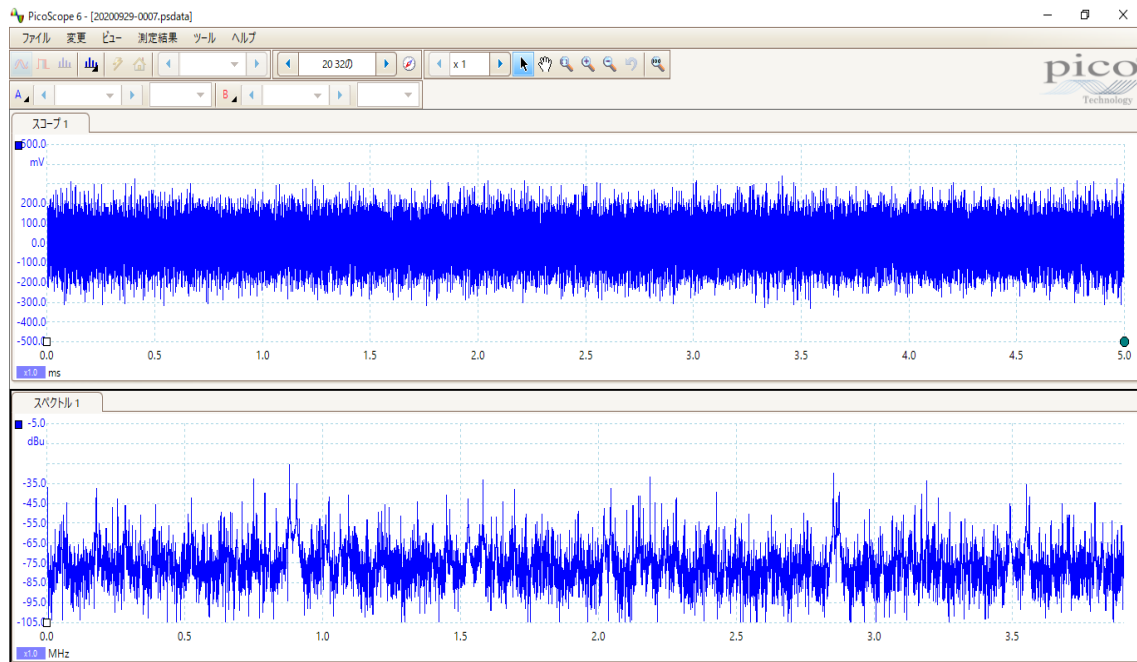 PicoScope 6 - [20200929-0007.psdata]
ファイル 変更 ビュー 測定結果 ツール ヘルプ
20 32の x 1
pico
Technology
A B
スコープ 1
500.0
mV
200.0
100.0
0.0
-100.0
-200.0
-300.0
-400.0
-500.0
0.0 0.5 1.0 1.5 2.0 2.5 3.0 3.5 4.0 4.5 5.0
x1.0 ms
スペクトル 1
-5.0
dBu
-35.0
-45.0
-55.0
-65.0
-75.0
-85.0
-95.0
-105.0
0.0 0.5 1.0 1.5 2.0 2.5 3.0 3.5
x1.0 MHz